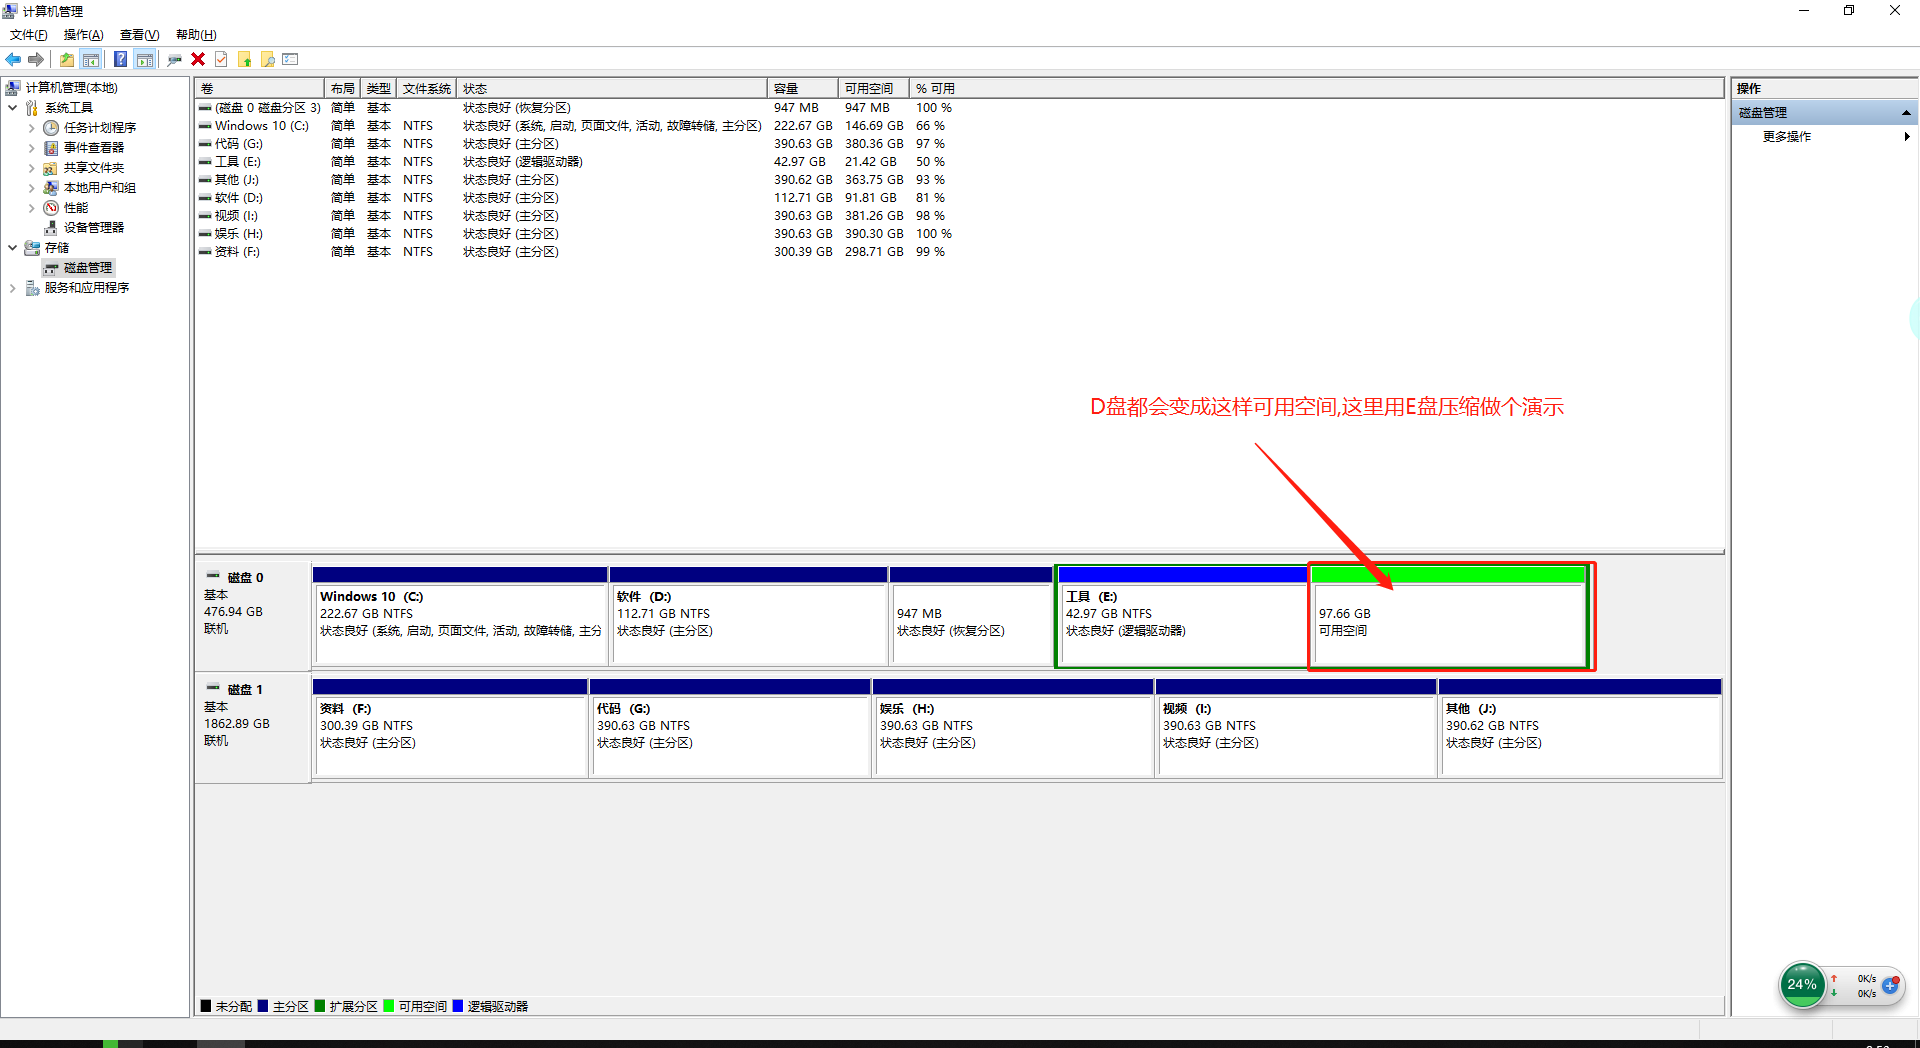 计算机管理
文件(F) 操作(A) 查看(V) 帮助(H)
计算机管理(本地)
系统工具
任务计划程序
事件查看器
共享文件夹
本地用户和组
性能
设备管理器
存储
磁盘管理
服务和应用程序
卷 布局 类型 文件系统 状态 容量 可用空间 % 可用
(磁盘 0 磁盘分区 3) 简单 基本 状态良好 (恢复分区) 947 MB 947 MB 100 %
Windows 10 (C:) 简单 基本 NTFS 状态良好 (系统, 启动, 页面文件, 活动, 故障转储, 主分区) 222.67 GB 146.69 GB 66 %
代码 (G:) 简单 基本 NTFS 状态良好 (主分区) 390.63 GB 380.36 GB 97 %
工具 (E:) 简单 基本 NTFS 状态良好 (逻辑驱动器) 42.97 GB 21.42 GB 50 %
其他 (J:) 简单 基本 NTFS 状态良好 (主分区) 390.62 GB 363.75 GB 93 %
软件 (D:) 简单 基本 NTFS 状态良好 (主分区) 112.71 GB 91.81 GB 81 %
视频 (I:) 简单 基本 NTFS 状态良好 (主分区) 390.63 GB 381.26 GB 98 %
娱乐 (H:) 简单 基本 NTFS 状态良好 (主分区) 390.63 GB 390.30 GB 100 %
资料 (F:) 简单 基本 NTFS 状态良好 (主分区) 300.39 GB 298.71 GB 99 %
操作
磁盘管理
更多操作
D盘都会变成这样可用空间,这里用E盘压缩做个演示
磁盘 0
基本
476.94 GB
联机
Windows 10 (C:)
222.67 GB NTFS
状态良好 (系统, 启动, 页面文件, 活动, 故障转储, 主分
软件 (D:)
112.71 GB NTFS
状态良好 (主分区)
947 MB
状态良好 (恢复分区)
工具 (E:)
42.97 GB NTFS
状态良好 (逻辑驱动器)
97.66 GB
可用空间
磁盘 1
基本
1862.89 GB
联机
资料 (F:)
300.39 GB NTFS
状态良好 (主分区)
代码 (G:)
390.63 GB NTFS
状态良好 (主分区)
娱乐 (H:)
390.63 GB NTFS
状态良好 (主分区)
视频 (I:)
390.63 GB NTFS
状态良好 (主分区)
其他 (J:)
390.62 GB NTFS
状态良好 (主分区)
未分配 主分区 扩展分区 可用空间 逻辑驱动器
24%
0K/s
0K/s